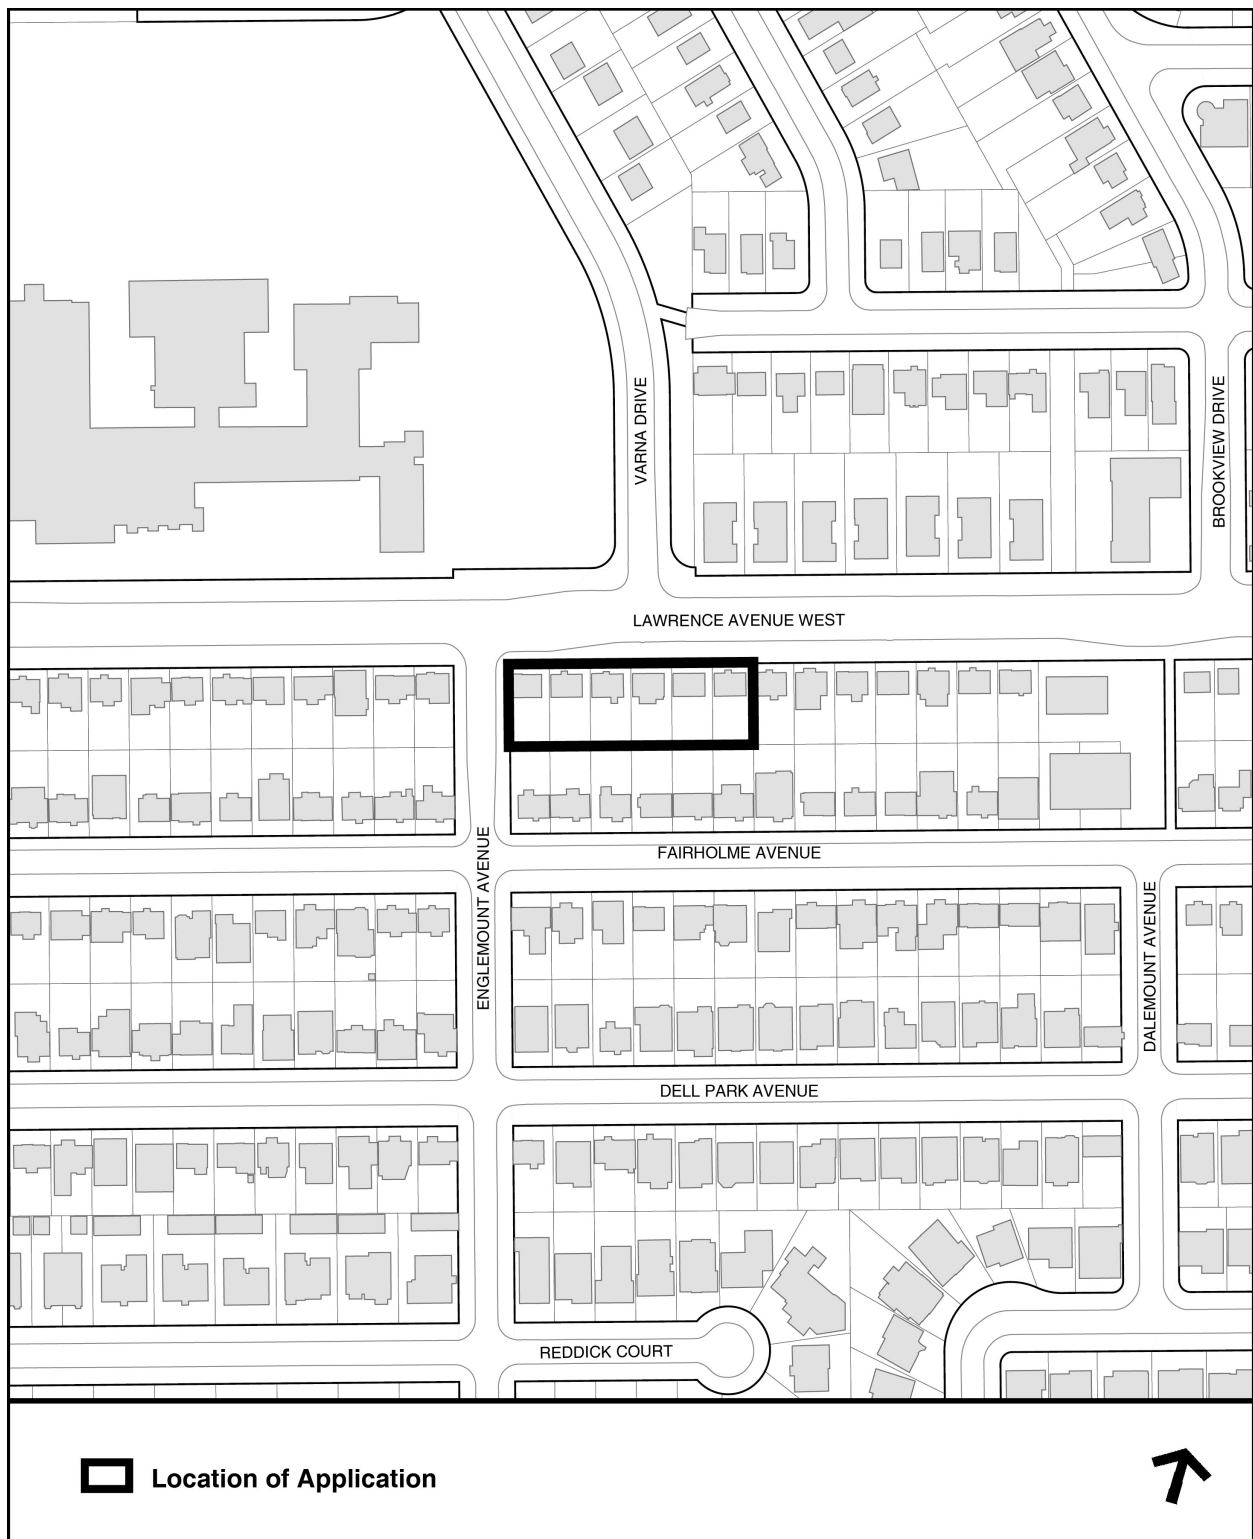 VARNA DRIVE
BROOKVIEW DRIVE
LAWRENCE AVENUE WEST
ENGLEMOUNT AVENUE
FAIRHOLME AVENUE
DALEMOUNT AVENUE
DELL PARK AVENUE
REDDICK COURT
Location of Application